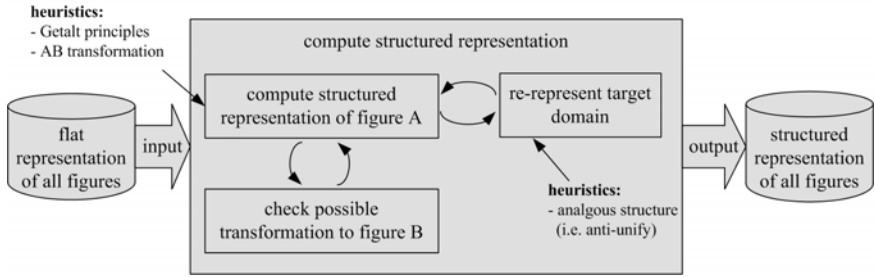 heuristics:
- Getalt principles
- AB transformation
compute structured representation
flat
representation
of all figures
input
compute structured
representation of figure A
re-represent target
domain
check possible
transformation to figure B
heuristics:
- analgous structure
(i.e. anti-unify)
output
structured
representation
of all figures